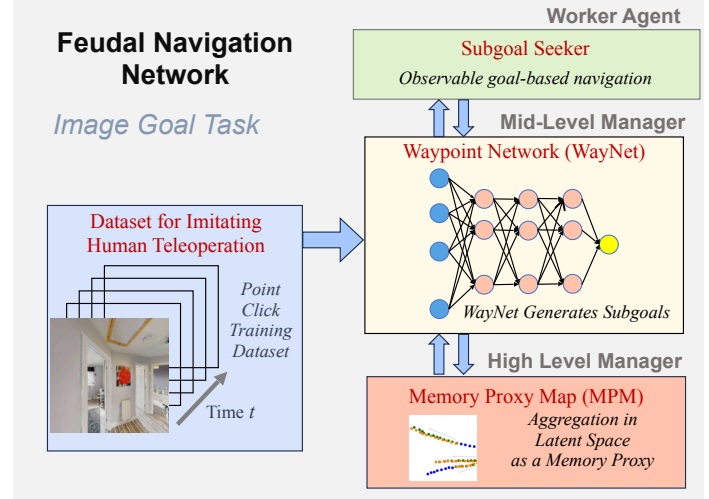 Feudal Navigation
Network
Image Goal Task
Worker Agent
Subgoal Seeker
Observable goal-based navigation
Mid-Level Manager
Waypoint Network (WayNet)
WayNet Generates Subgoals
Dataset for Imitating
Human Teleoperation
Point
Click
Training
Dataset
Time t
High Level Manager
Memory Proxy Map (MPM)
Aggregation in
Latent Space
as a Memory Proxy